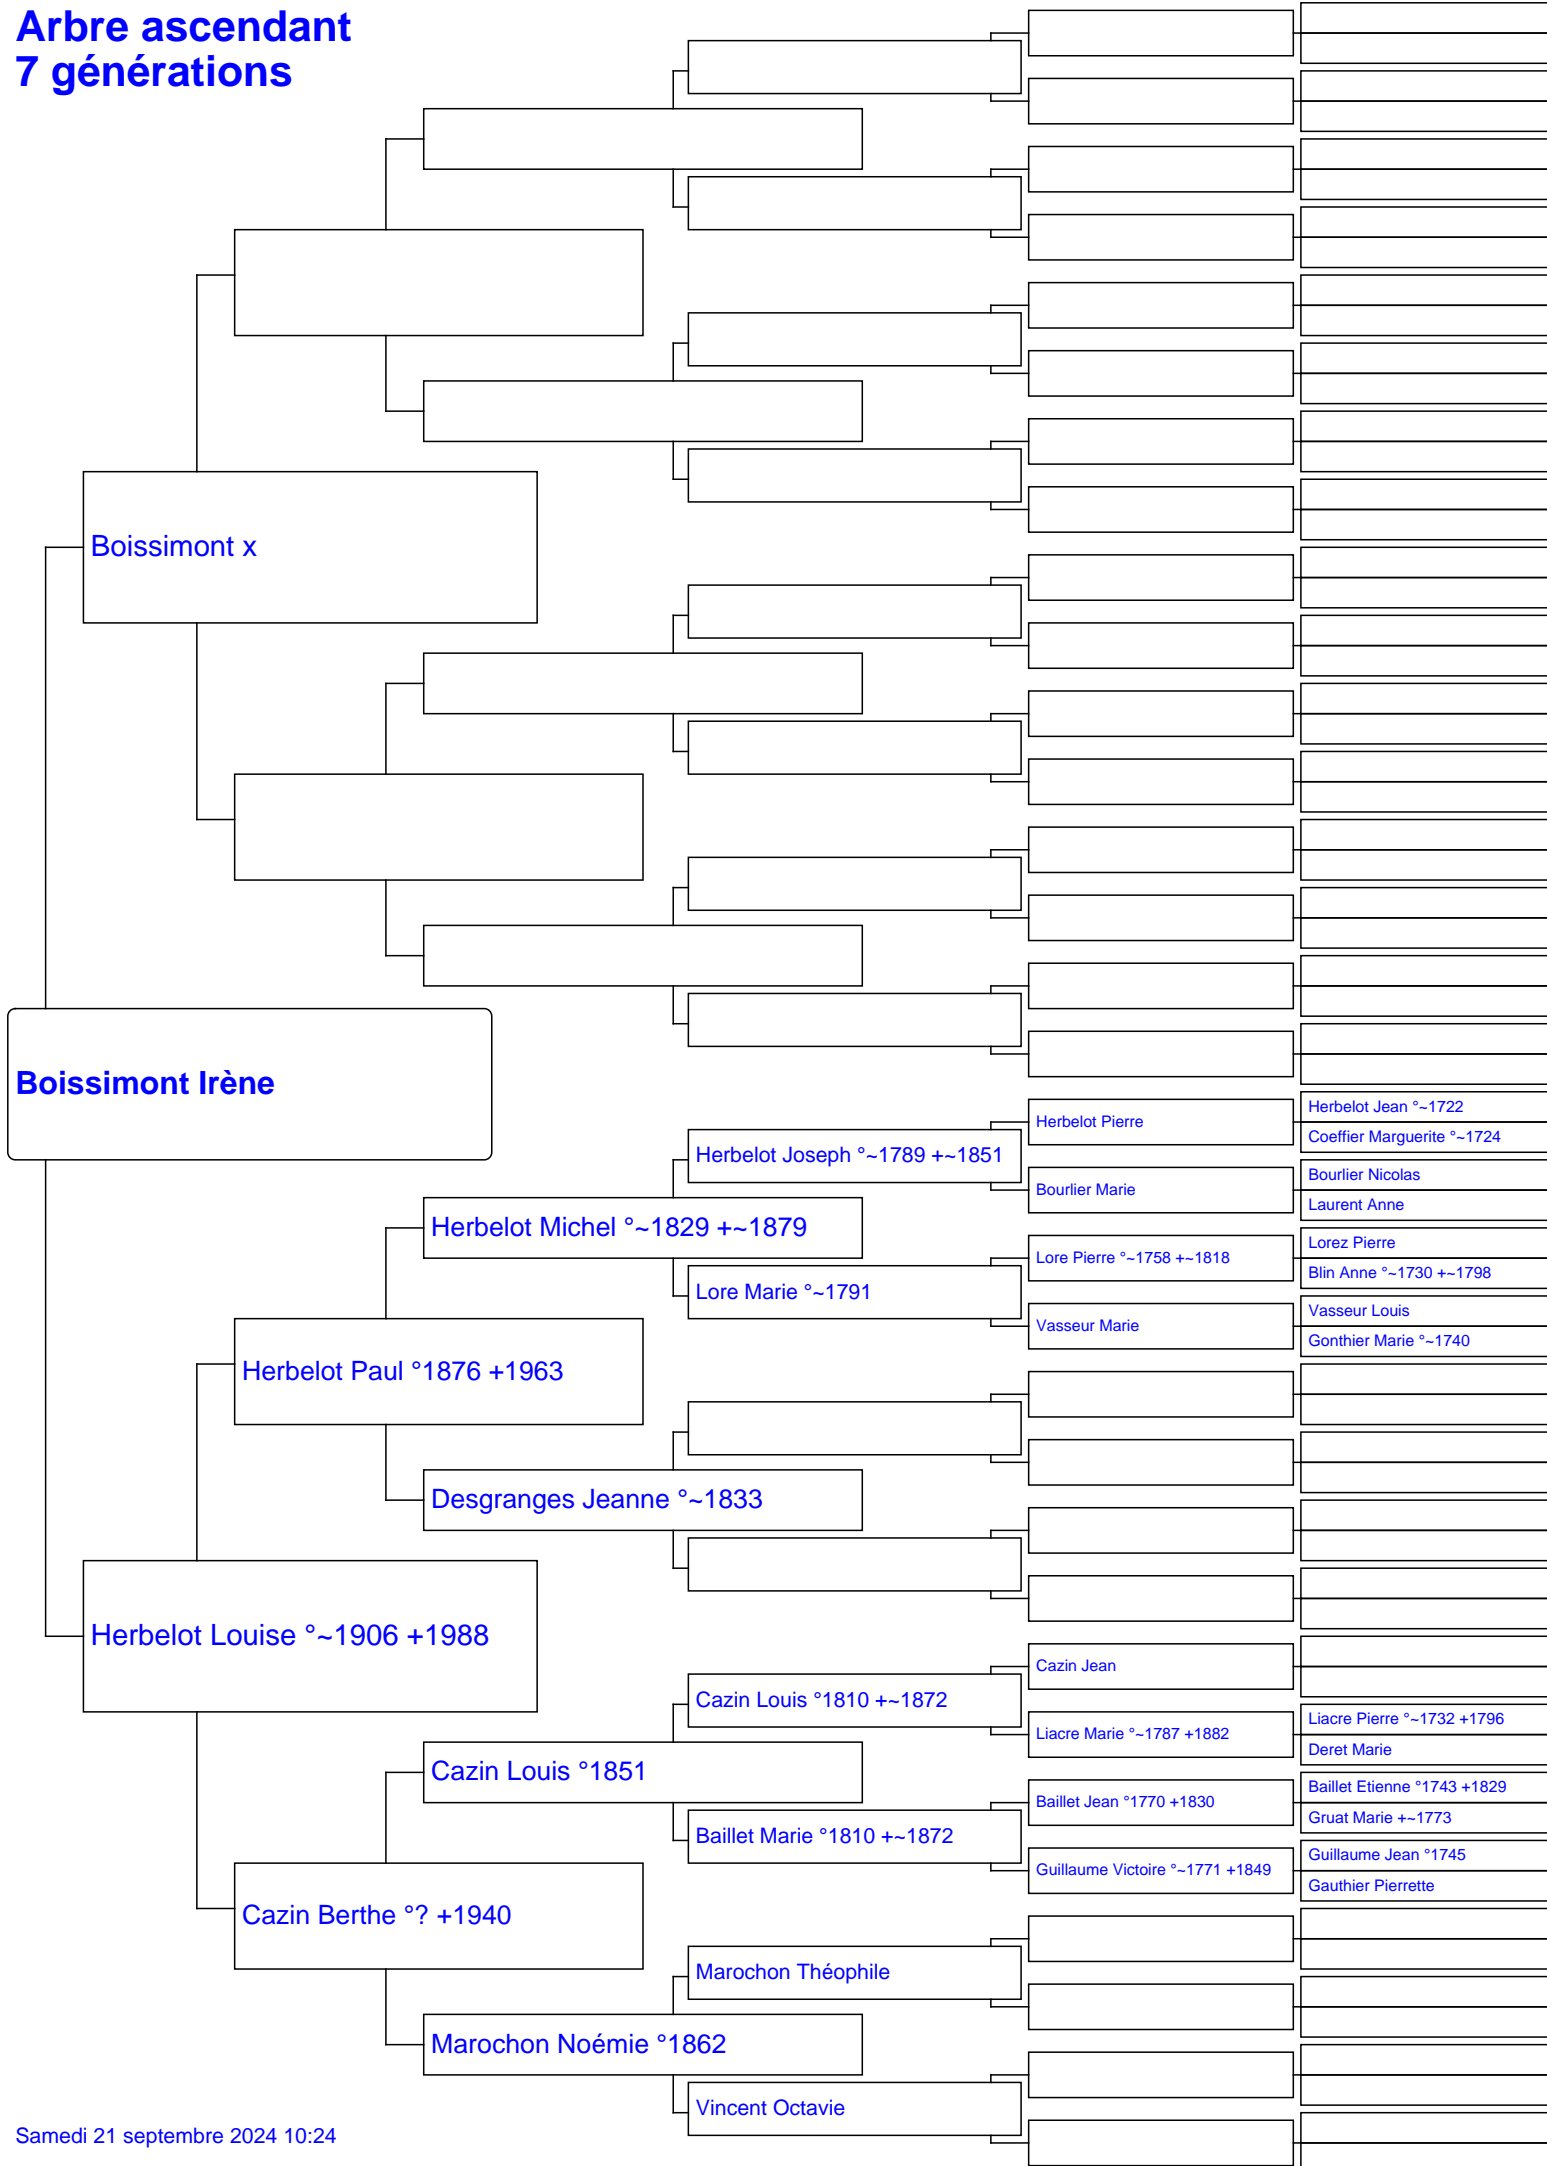 Arbre ascendant
7 générations
Boissimont x
Boissimont Irène
Herbelot Jean °~1722
Herbelot Pierre
Coeffier Marguerite °~1724
Herbelot Joseph °~1789 +~1851
Bourlier Nicolas
Bourlier Marie
Laurent Anne
Herbelot Michel °~1829 +~1879
Lorez Pierre
Lore Pierre °~1758 +~1818
Blin Anne °~1730 +~1798
Lore Marie °~1791
Vasseur Louis
Vasseur Marie
Gonthier Marie °~1740
Herbelot Paul °1876 +1963
Desgranges Jeanne °~1833
Herbelot Louise °~1906 +1988
Cazin Jean
Cazin Louis °1810 +~1872
Liacre Pierre °~1732 +1796
Liacre Marie °~1787 +1882
Deret Marie
Cazin Louis °1851
Baillet Etienne °1743 +1829
Baillet Jean °1770 +1830
Gruat Marie +~1773
Baillet Marie °1810 +~1872
Guillaume Jean °1745
Guillaume Victoire °~1771 +1849
Gauthier Pierrette
Cazin Berthe °? +1940
Marochon Théophile
Marochon Noémie °1862
Vincent Octavie
Samedi 21 septembre 2024 10:24